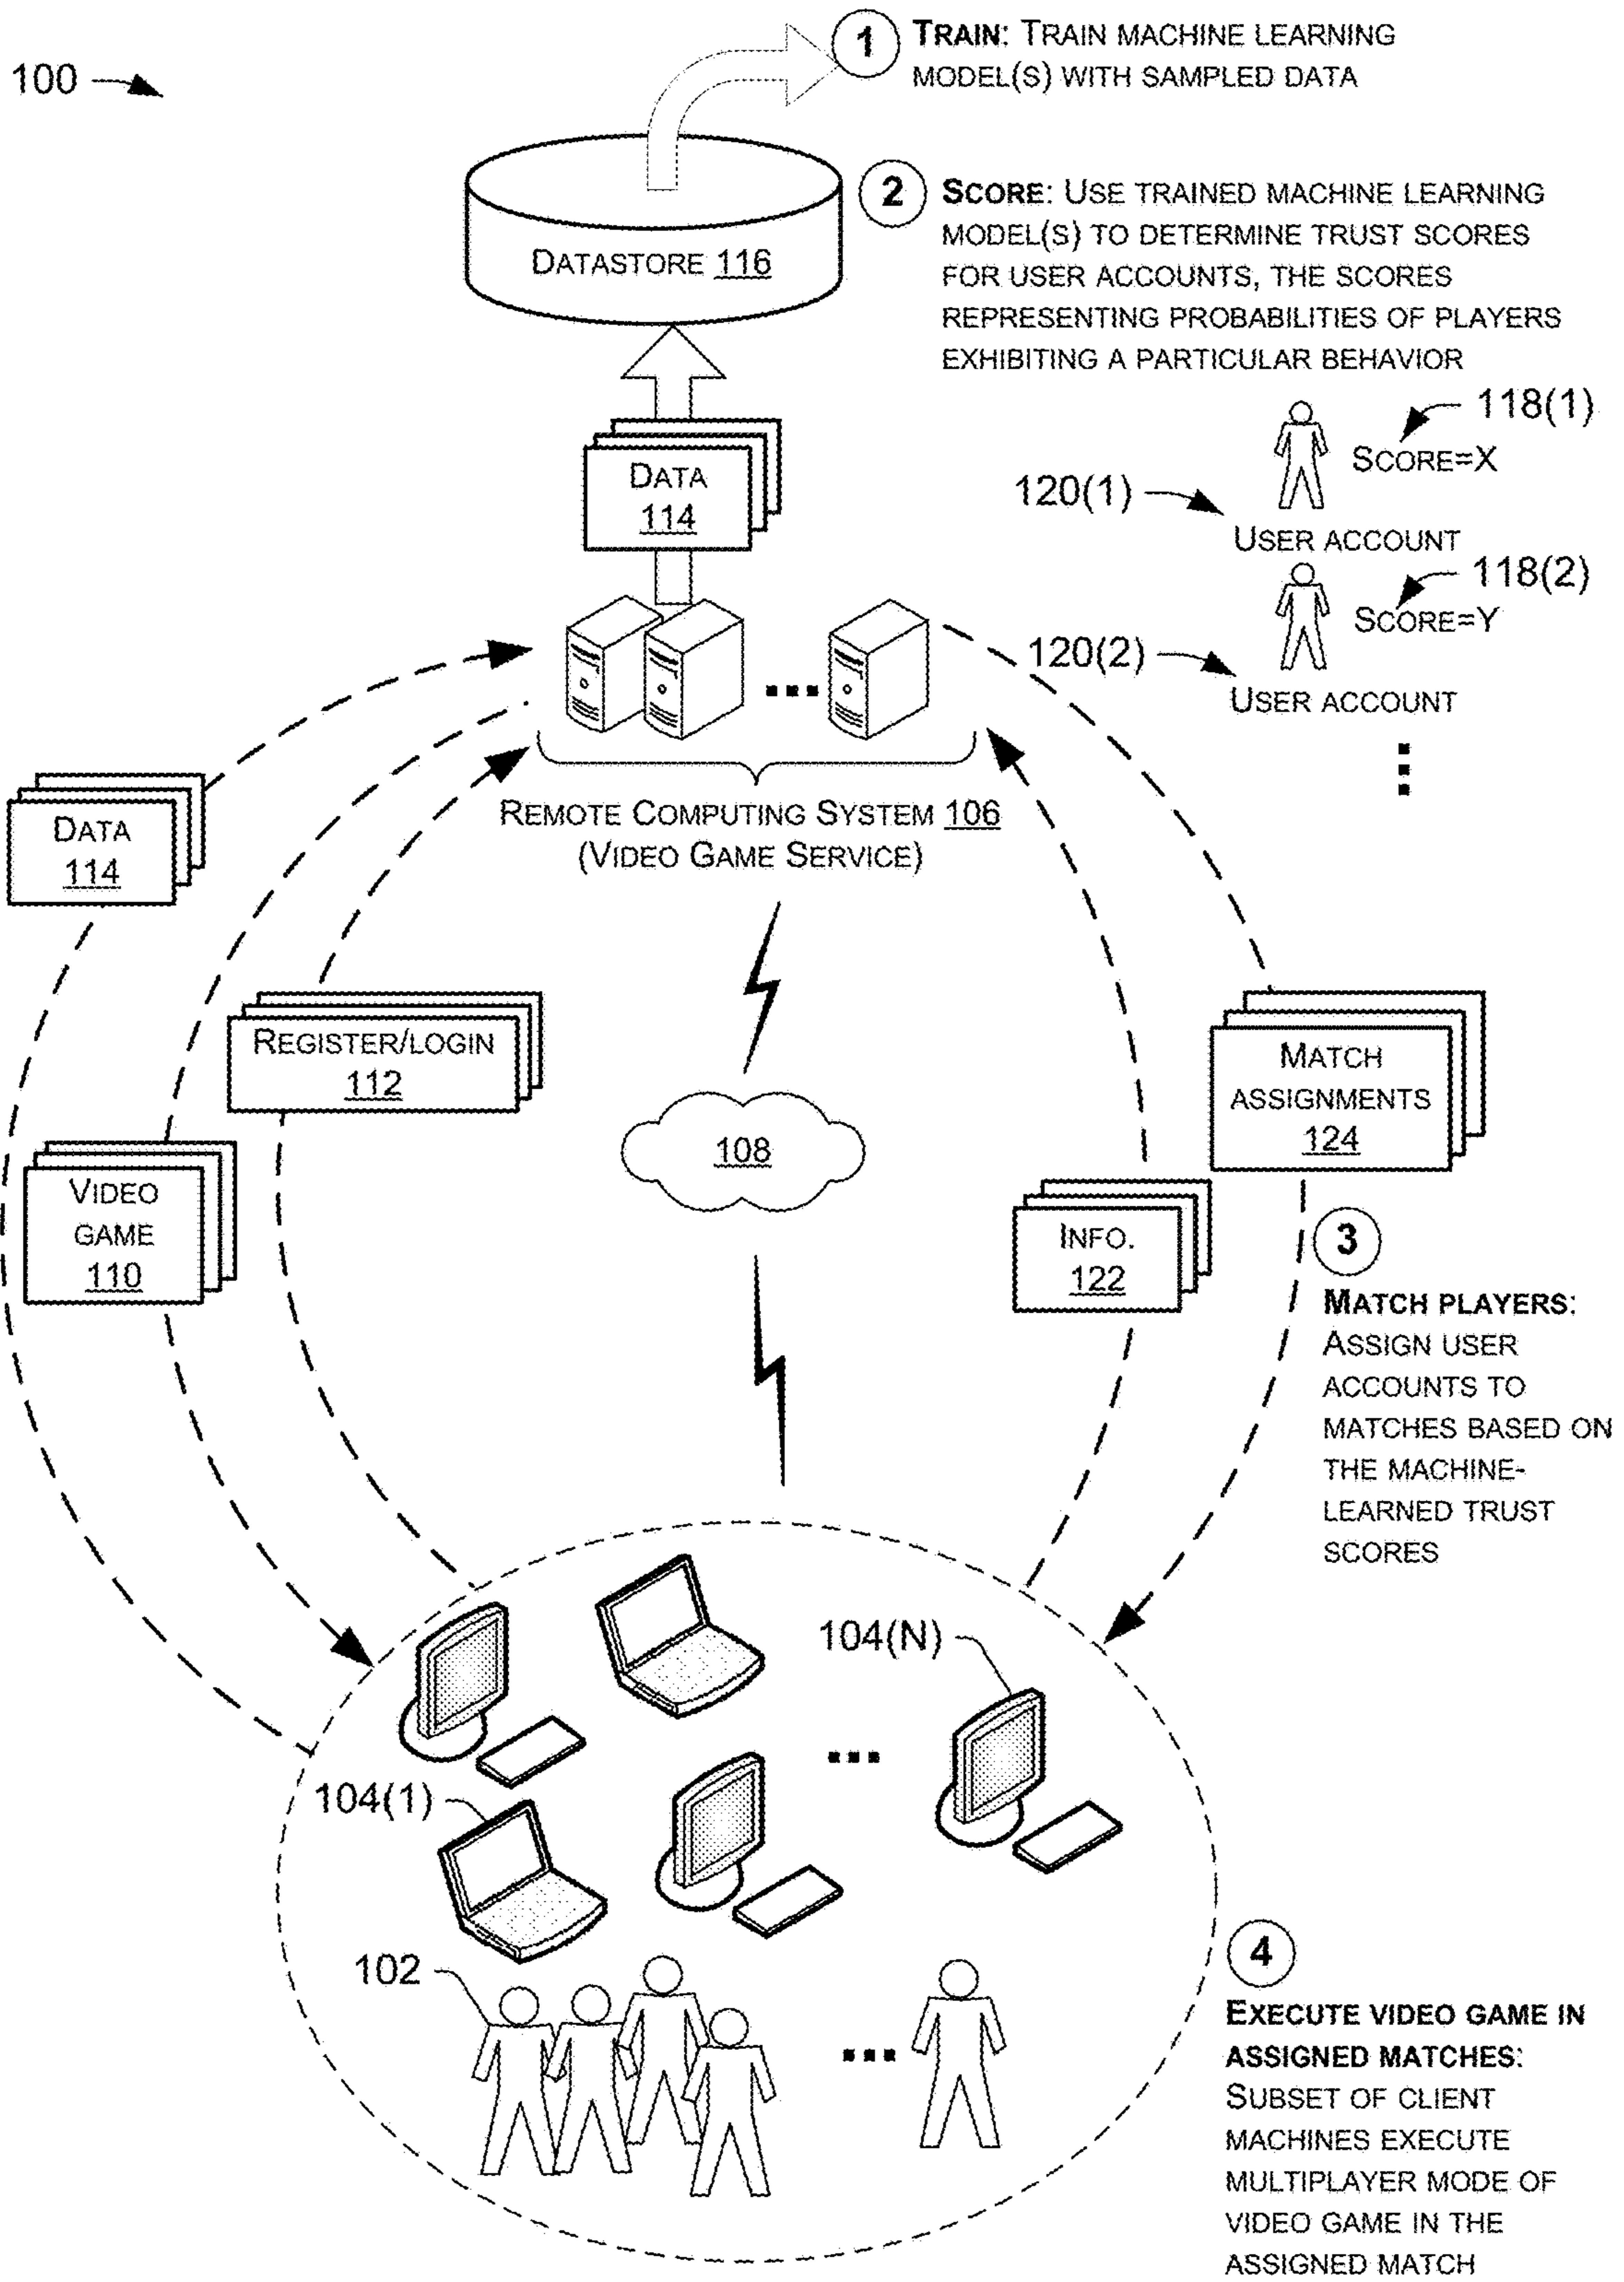 100
1 TRAIN: TRAIN MACHINE LEARNING
MODEL(S) WITH SAMPLED DATA
DATASTORE 116
2 SCORE: USE TRAINED MACHINE LEARNING
MODEL(S) TO DETERMINE TRUST SCORES
FOR USER ACCOUNTS, THE SCORES
REPRESENTING PROBABILITIES OF PLAYERS
EXHIBITING A PARTICULAR BEHAVIOR
118(1)
SCORE=X
120(1)
USER ACCOUNT
118(2)
SCORE=Y
120(2)
USER ACCOUNT
DATA
114
REMOTE COMPUTING SYSTEM 106
(VIDEO GAME SERVICE)
DATA
114
REGISTER/LOGIN
112
VIDEO
GAME
110
108
MATCH
ASSIGNMENTS
124
INFO.
122
3
MATCH PLAYERS:
ASSIGN USER
ACCOUNTS TO
MATCHES BASED ON
THE MACHINE-
LEARNED TRUST
SCORES
104(N)
104(1)
102
4
EXECUTE VIDEO GAME IN
ASSIGNED MATCHES:
SUBSET OF CLIENT
MACHINES EXECUTE
MULTIPLAYER MODE OF
VIDEO GAME IN THE
ASSIGNED MATCH